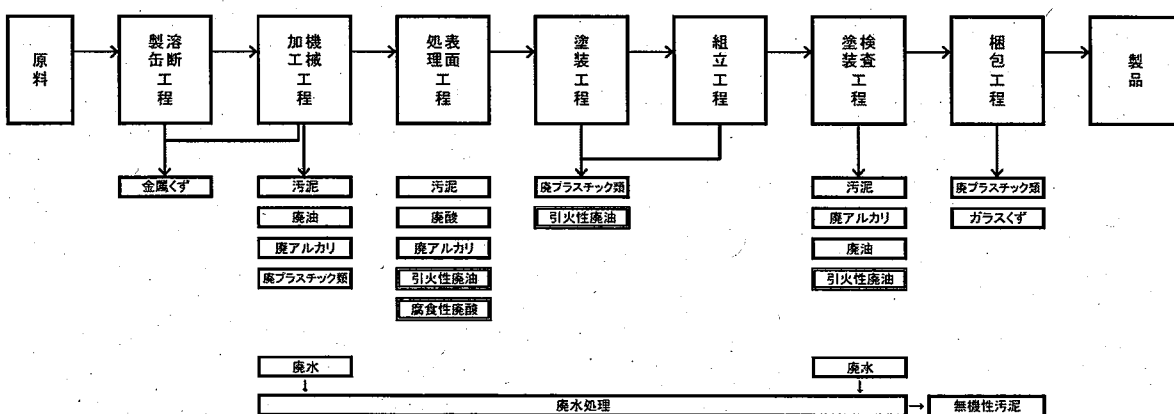 原料
製缶溶断工程
加工機械工程
処理表面工程
塗装工程
組立工程
塗装検査工程
梱包工程
製品
金属くず
汚泥
廃油
廃アルカリ
廃プラスチック類
汚泥
廃酸
廃アルカリ
引火性廃油
腐食性廃酸
廃プラスチック類
引火性廃油
汚泥
廃アルカリ
廃油
引火性廃油
廃プラスチック類
ガラスくず
廃水
廃水
廃水処理
無機性汚泥